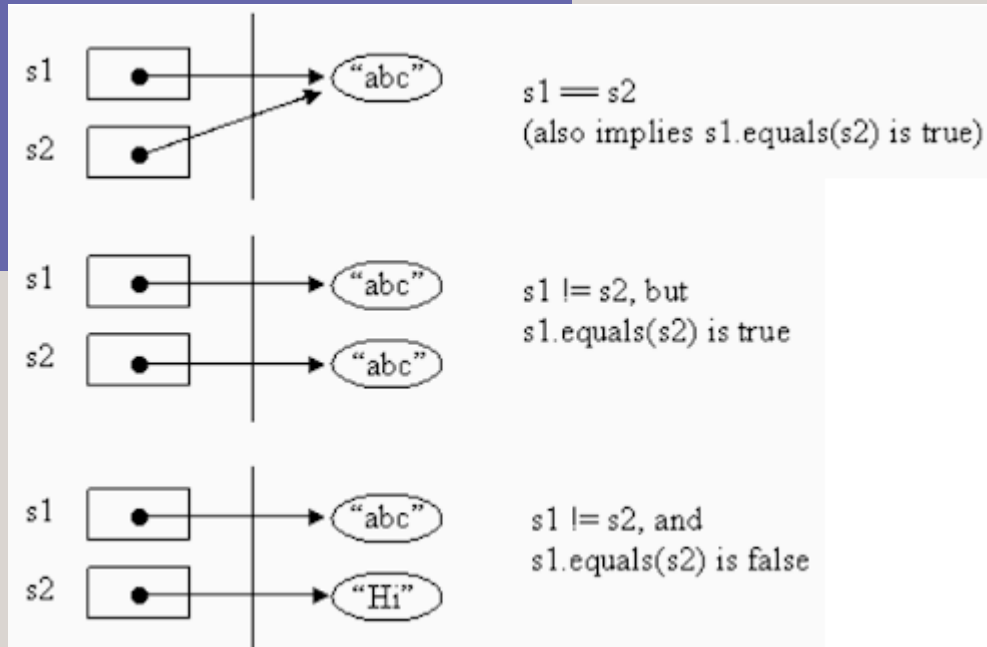 s1
“abc”
s2
s1 == s2
(also implies s1.equals(s2) is true)
s1
“abc”
s2
“abc”
s1 != s2, but
s1.equals(s2) is true
s1
“abc”
s2
“Hi”
s1 != s2, and
s1.equals(s2) is false